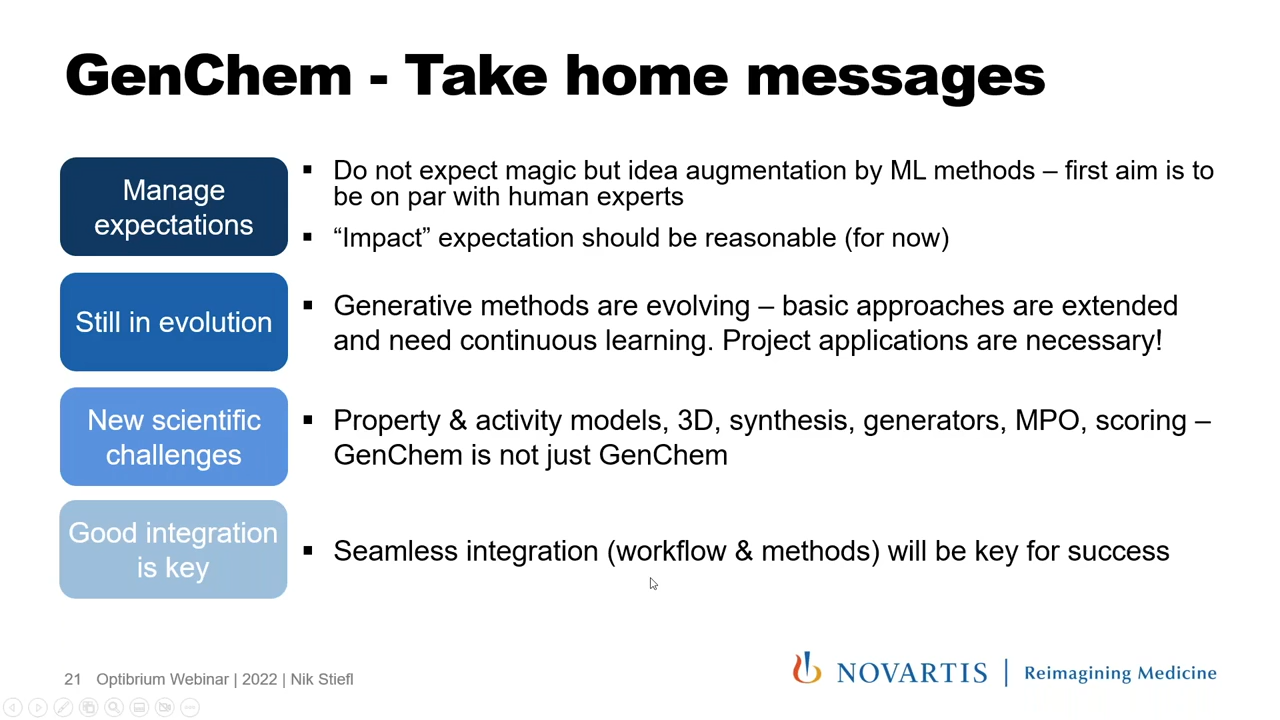 GenChem - Take home messages
Manage
expectations
▪ Do not expect magic but idea augmentation by ML methods – first aim is to
be on par with human experts
▪ “Impact” expectation should be reasonable (for now)
Still in evolution
▪ Generative methods are evolving – basic approaches are extended
and need continuous learning. Project applications are necessary!
New scientific
challenges
▪ Property & activity models, 3D, synthesis, generators, MPO, scoring –
GenChem is not just GenChem
Good integration
is key
▪ Seamless integration (workflow & methods) will be key for success
21 Optibrium Webinar | 2022 | Nik Stiefl
NOVARTIS | Reimagining Medicine